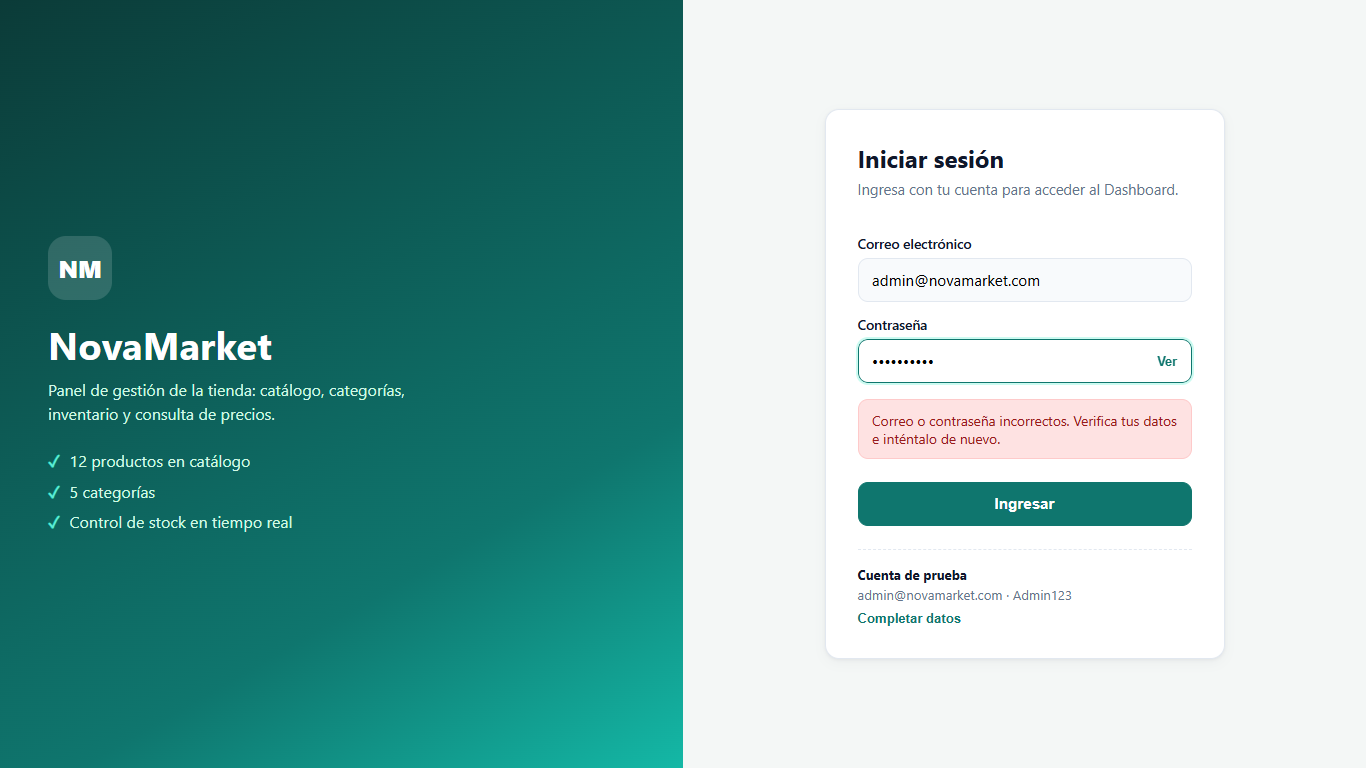 NM
NovaMarket
Panel de gestión de la tienda: catálogo, categorías,
inventario y consulta de precios.
✓ 12 productos en catálogo
✓ 5 categorías
✓ Control de stock en tiempo real
Iniciar sesión
Ingresa con tu cuenta para acceder al Dashboard.
Correo electrónico
admin@novamarket.com
Contraseña
•••••••••• Ver
Correo o contraseña incorrectos. Verifica tus datos
e inténtalo de nuevo.
Ingresar
Cuenta de prueba
admin@novamarket.com · Admin123
Completar datos